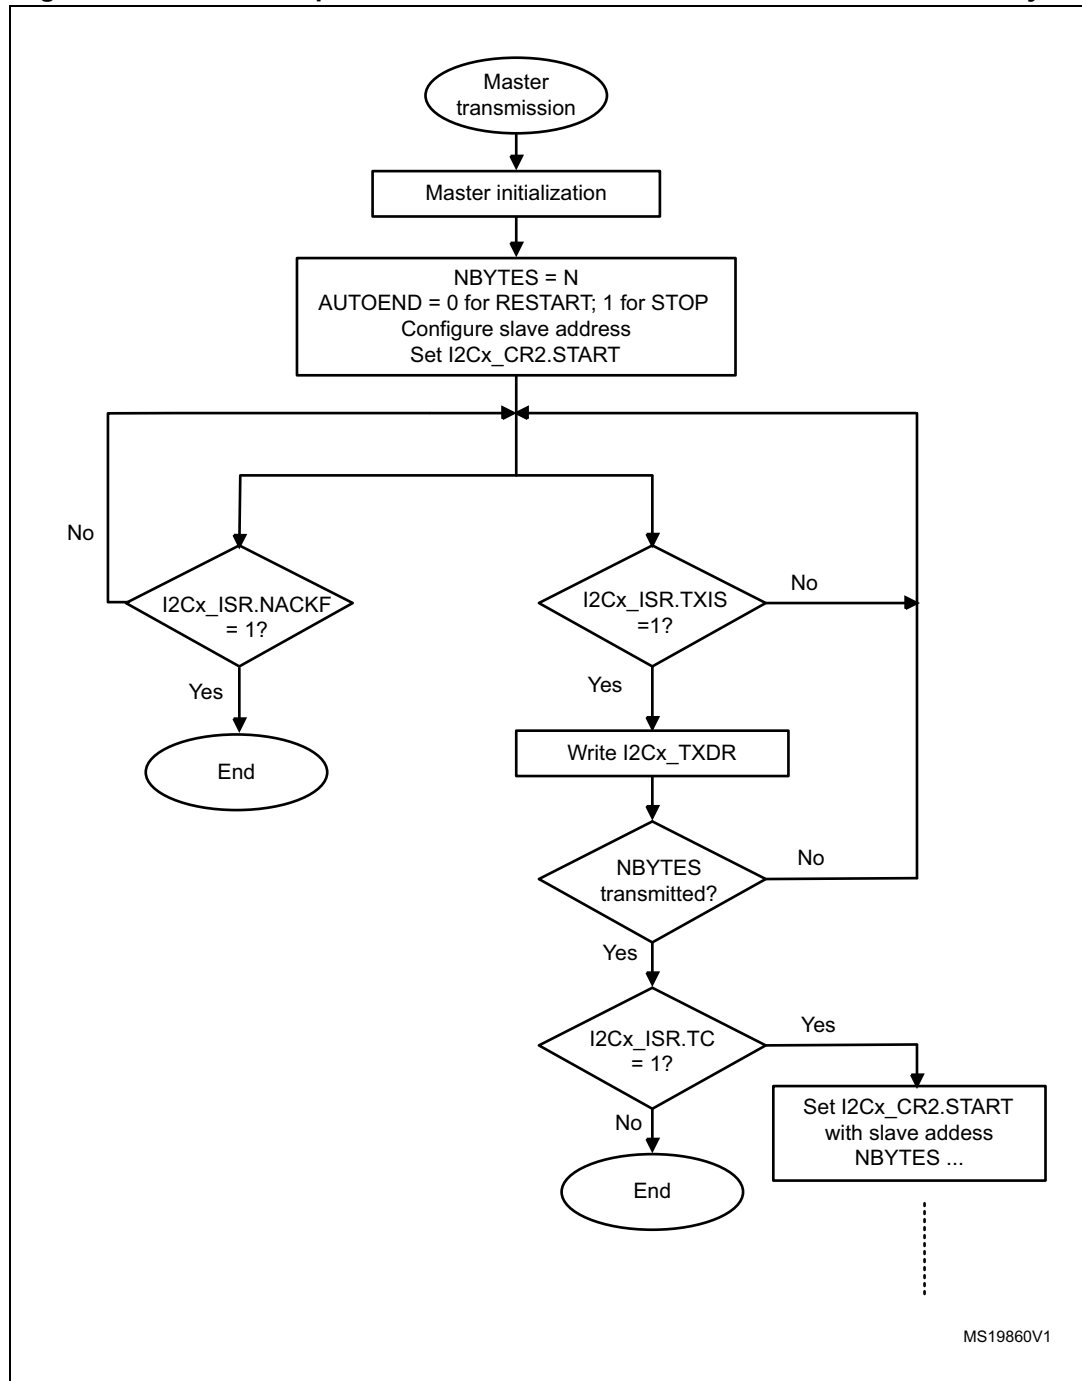 Master
transmission
Master initialization
NBYTES = N
AUTOEND = 0 for RESTART; 1 for STOP
Configure slave address
Set I2Cx_CR2.START
No
I2Cx_ISR.NACKF
= 1?
Yes
End
I2Cx_ISR.TXIS
=1?
No
Yes
Write I2Cx_TXDR
NBYTES
transmitted?
No
Yes
I2Cx_ISR.TC
= 1?
Yes
Set I2Cx_CR2.START
with slave addess
NBYTES ...
No
End
MS19860V1